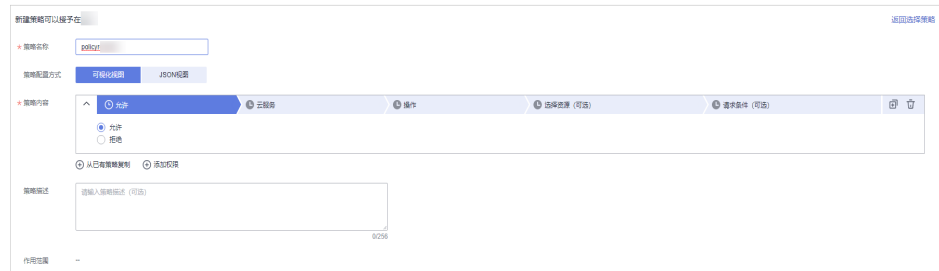 新建策略可以授予在
返回选择策略
* 策略名称
policyr
策略配置方式
可视化视图
JSON视图
* 策略内容
允许
云服务
操作
选择资源 (可选)
请求条件 (可选)
允许
拒绝
从已有策略复制
添加权限
策略描述
请输入策略描述 (可选)
0/256
作用范围
--